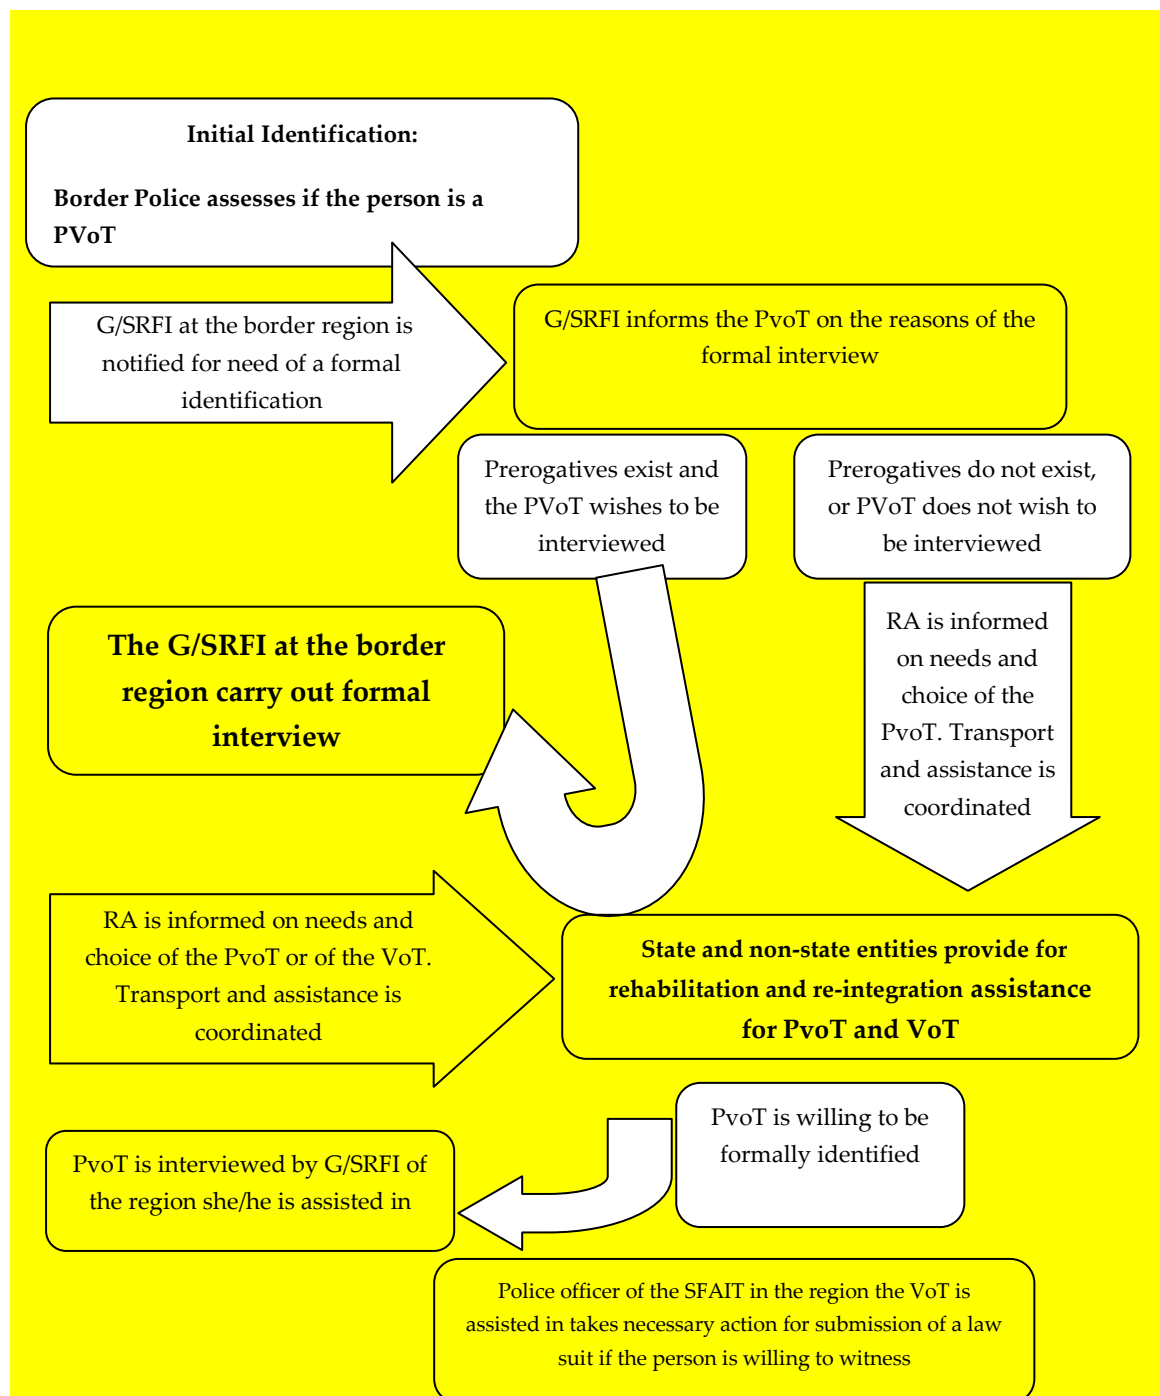 Initial Identification:
Border Police assesses if the person is a
PVoT
G/SRFI at the border region is
notified for need of a formal
identification
G/SRFI informs the PvoT on the reasons of the
formal interview
Prerogatives exist and
the PVoT wishes to be
interviewed
Prerogatives do not exist,
or PVoT does not wish to
be interviewed
The G/SRFI at the border
region carry out formal
interview
RA is informed
on needs and
choice of the
PvoT. Transport
and assistance is
coordinated
RA is informed on needs and
choice of the PvoT or of the VoT.
Transport and assistance is
coordinated
State and non-state entities provide for
rehabilitation and re-integration assistance
for PvoT and VoT
PvoT is willing to be
formally identified
PvoT is interviewed by G/SRFI of
the region she/he is assisted in
Police officer of the SFAIT in the region the VoT is
assisted in takes necessary action for submission of a law
suit if the person is willing to witness